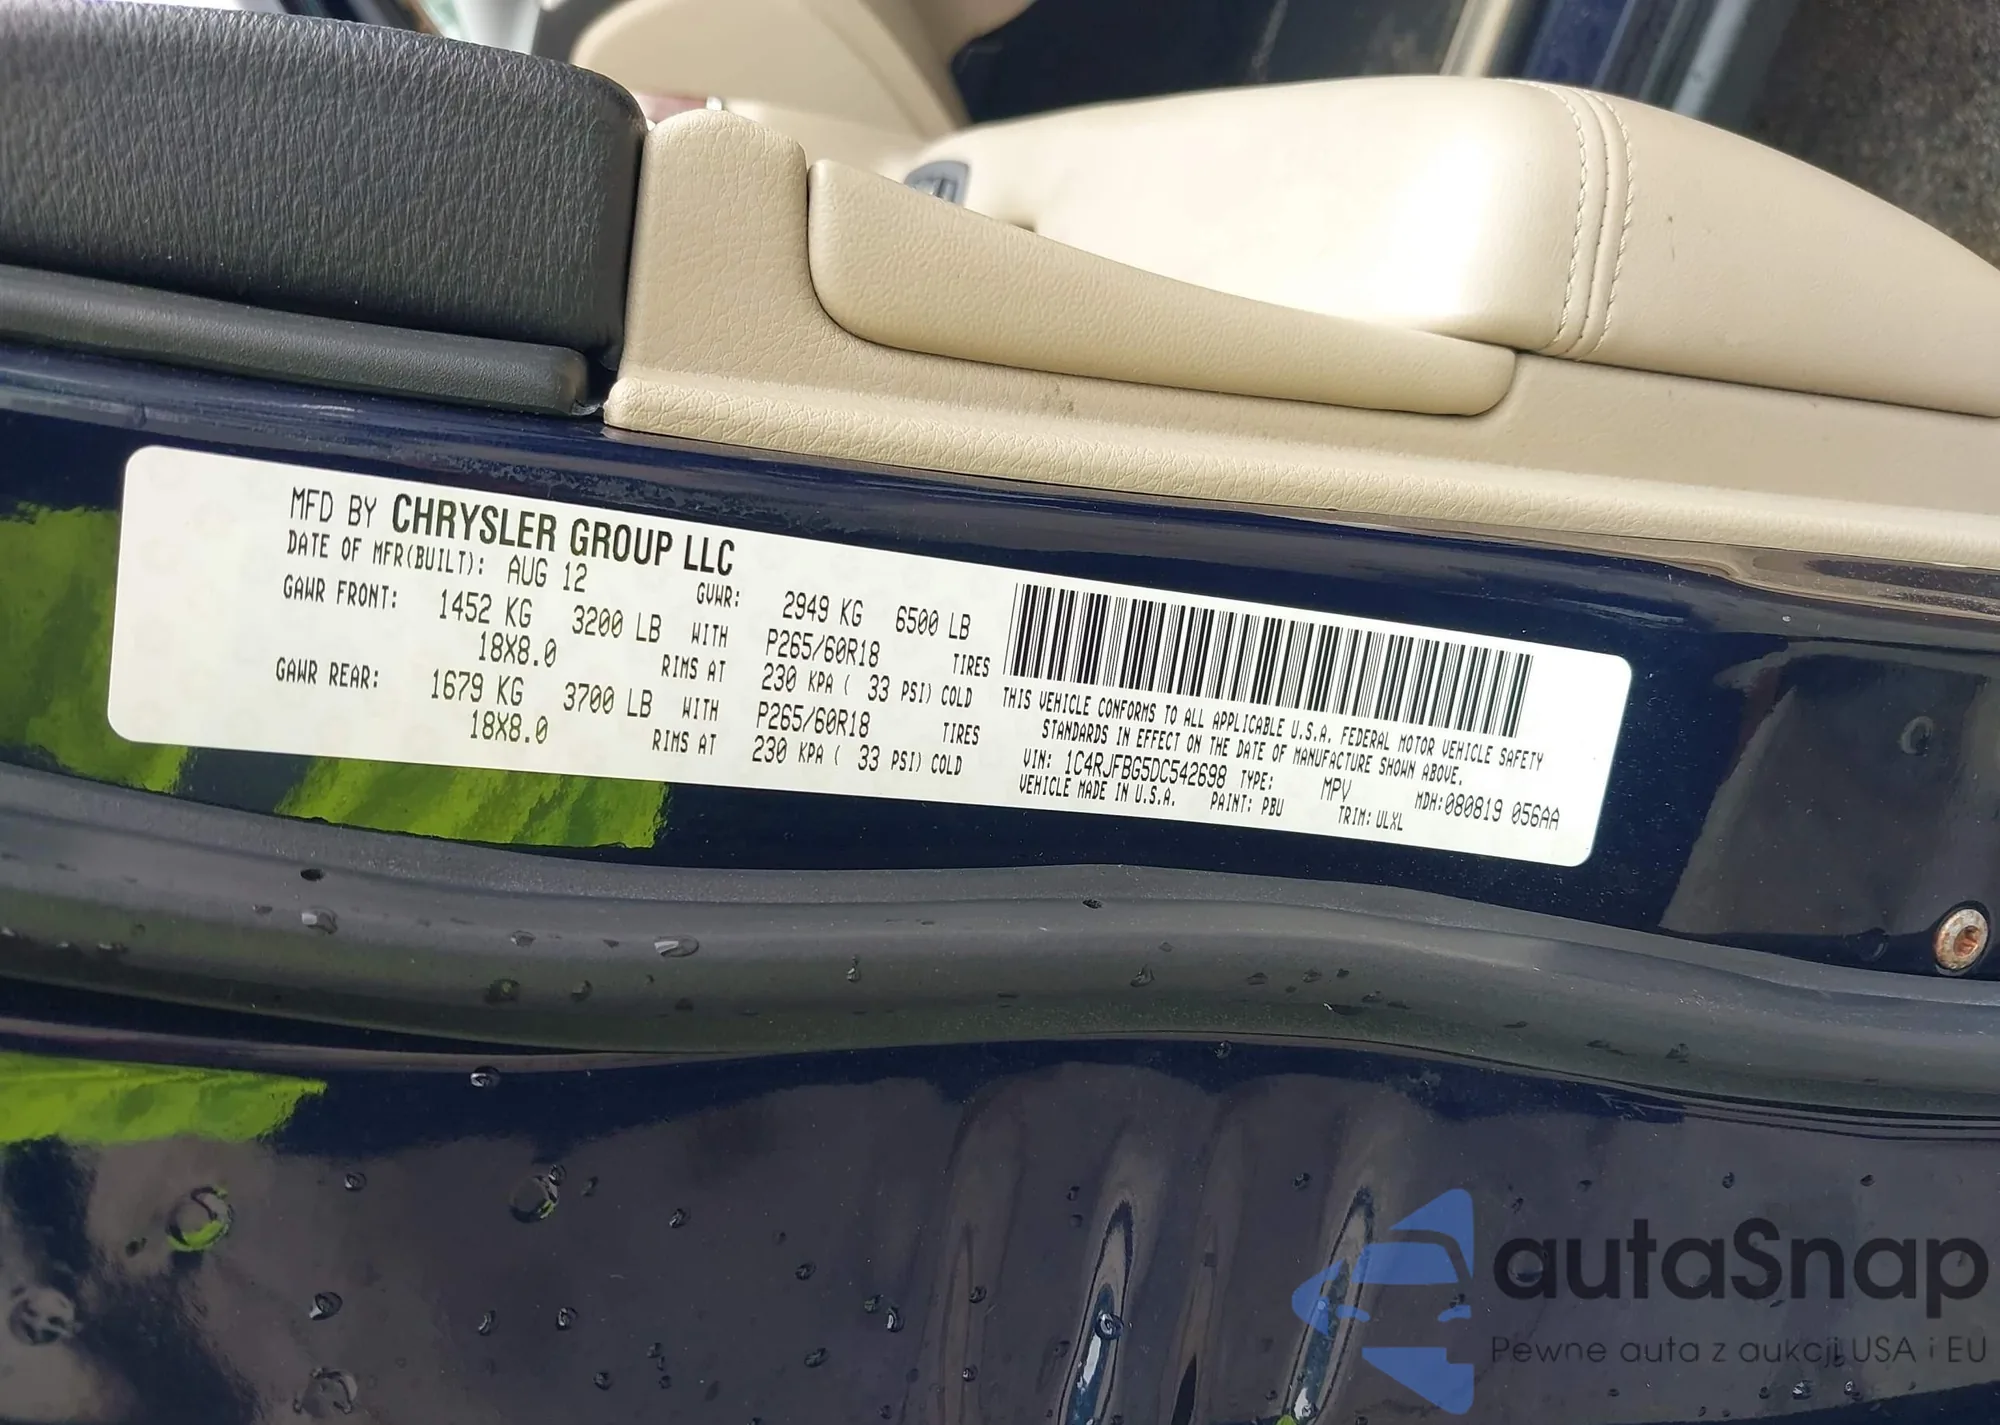 MFD BY CHRYSLER GROUP LLC
DATE OF MFR(BUILT): AUG 12 GVWR: 2949 KG 6500 LB
GAWR FRONT: 1452 KG 3200 LB WITH P265/60R18 TIRES
18X8.0 RIMS AT 230 KPA ( 33 PSI) COLD
GAWR REAR: 1679 KG 3700 LB WITH P265/60R18 TIRES
18X8.0 RIMS AT 230 KPA ( 33 PSI) COLD
THIS VEHICLE CONFORMS TO ALL APPLICABLE U.S.A. FEDERAL MOTOR VEHICLE SAFETY
STANDARDS IN EFFECT ON THE DATE OF MANUFACTURE SHOWN ABOVE.
VIN: 1C4RJFBG5DC542698 TYPE: MPV MDH:080819 056AA
VEHICLE MADE IN U.S.A. PAINT: PBU TRIM: ULXL
autaSnap
Pewne auta z aukcji USA i EU